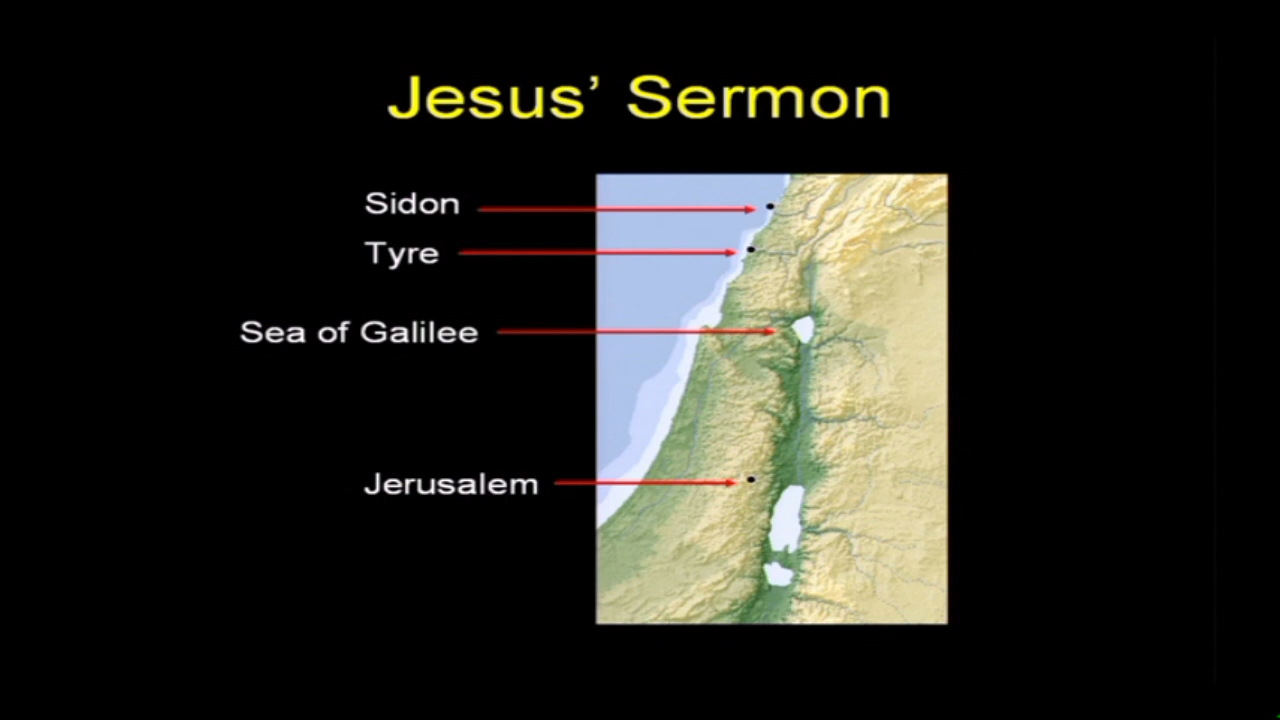 Jesus’ Sermon
Sidon
Tyre
Sea of Galilee
Jerusalem